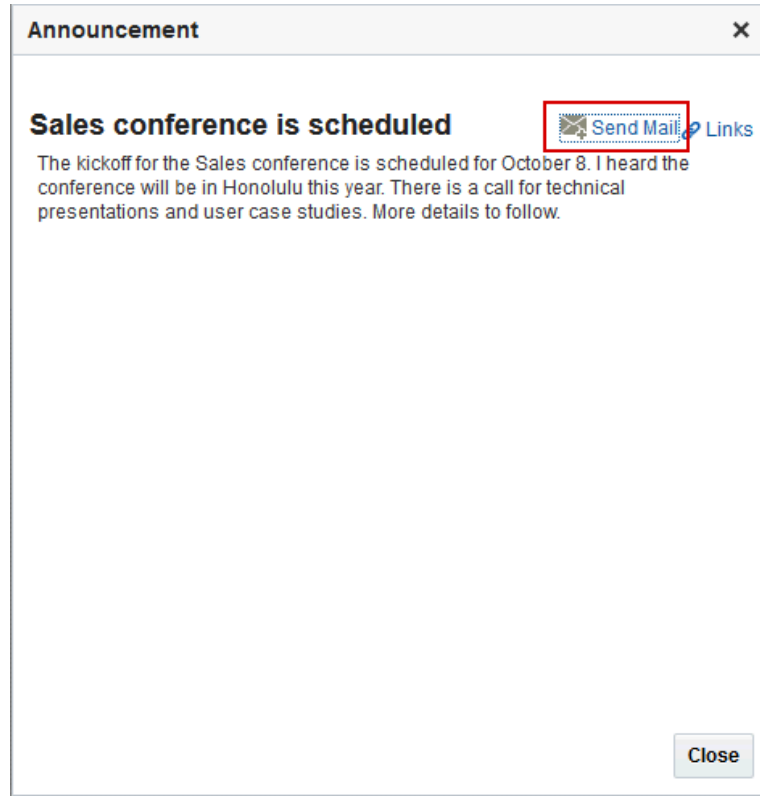 Announcement
Sales conference is scheduled
Send Mail
Links
The kickoff for the Sales conference is scheduled for October 8. I heard the
conference will be in Honolulu this year. There is a call for technical
presentations and user case studies. More details to follow.
Close